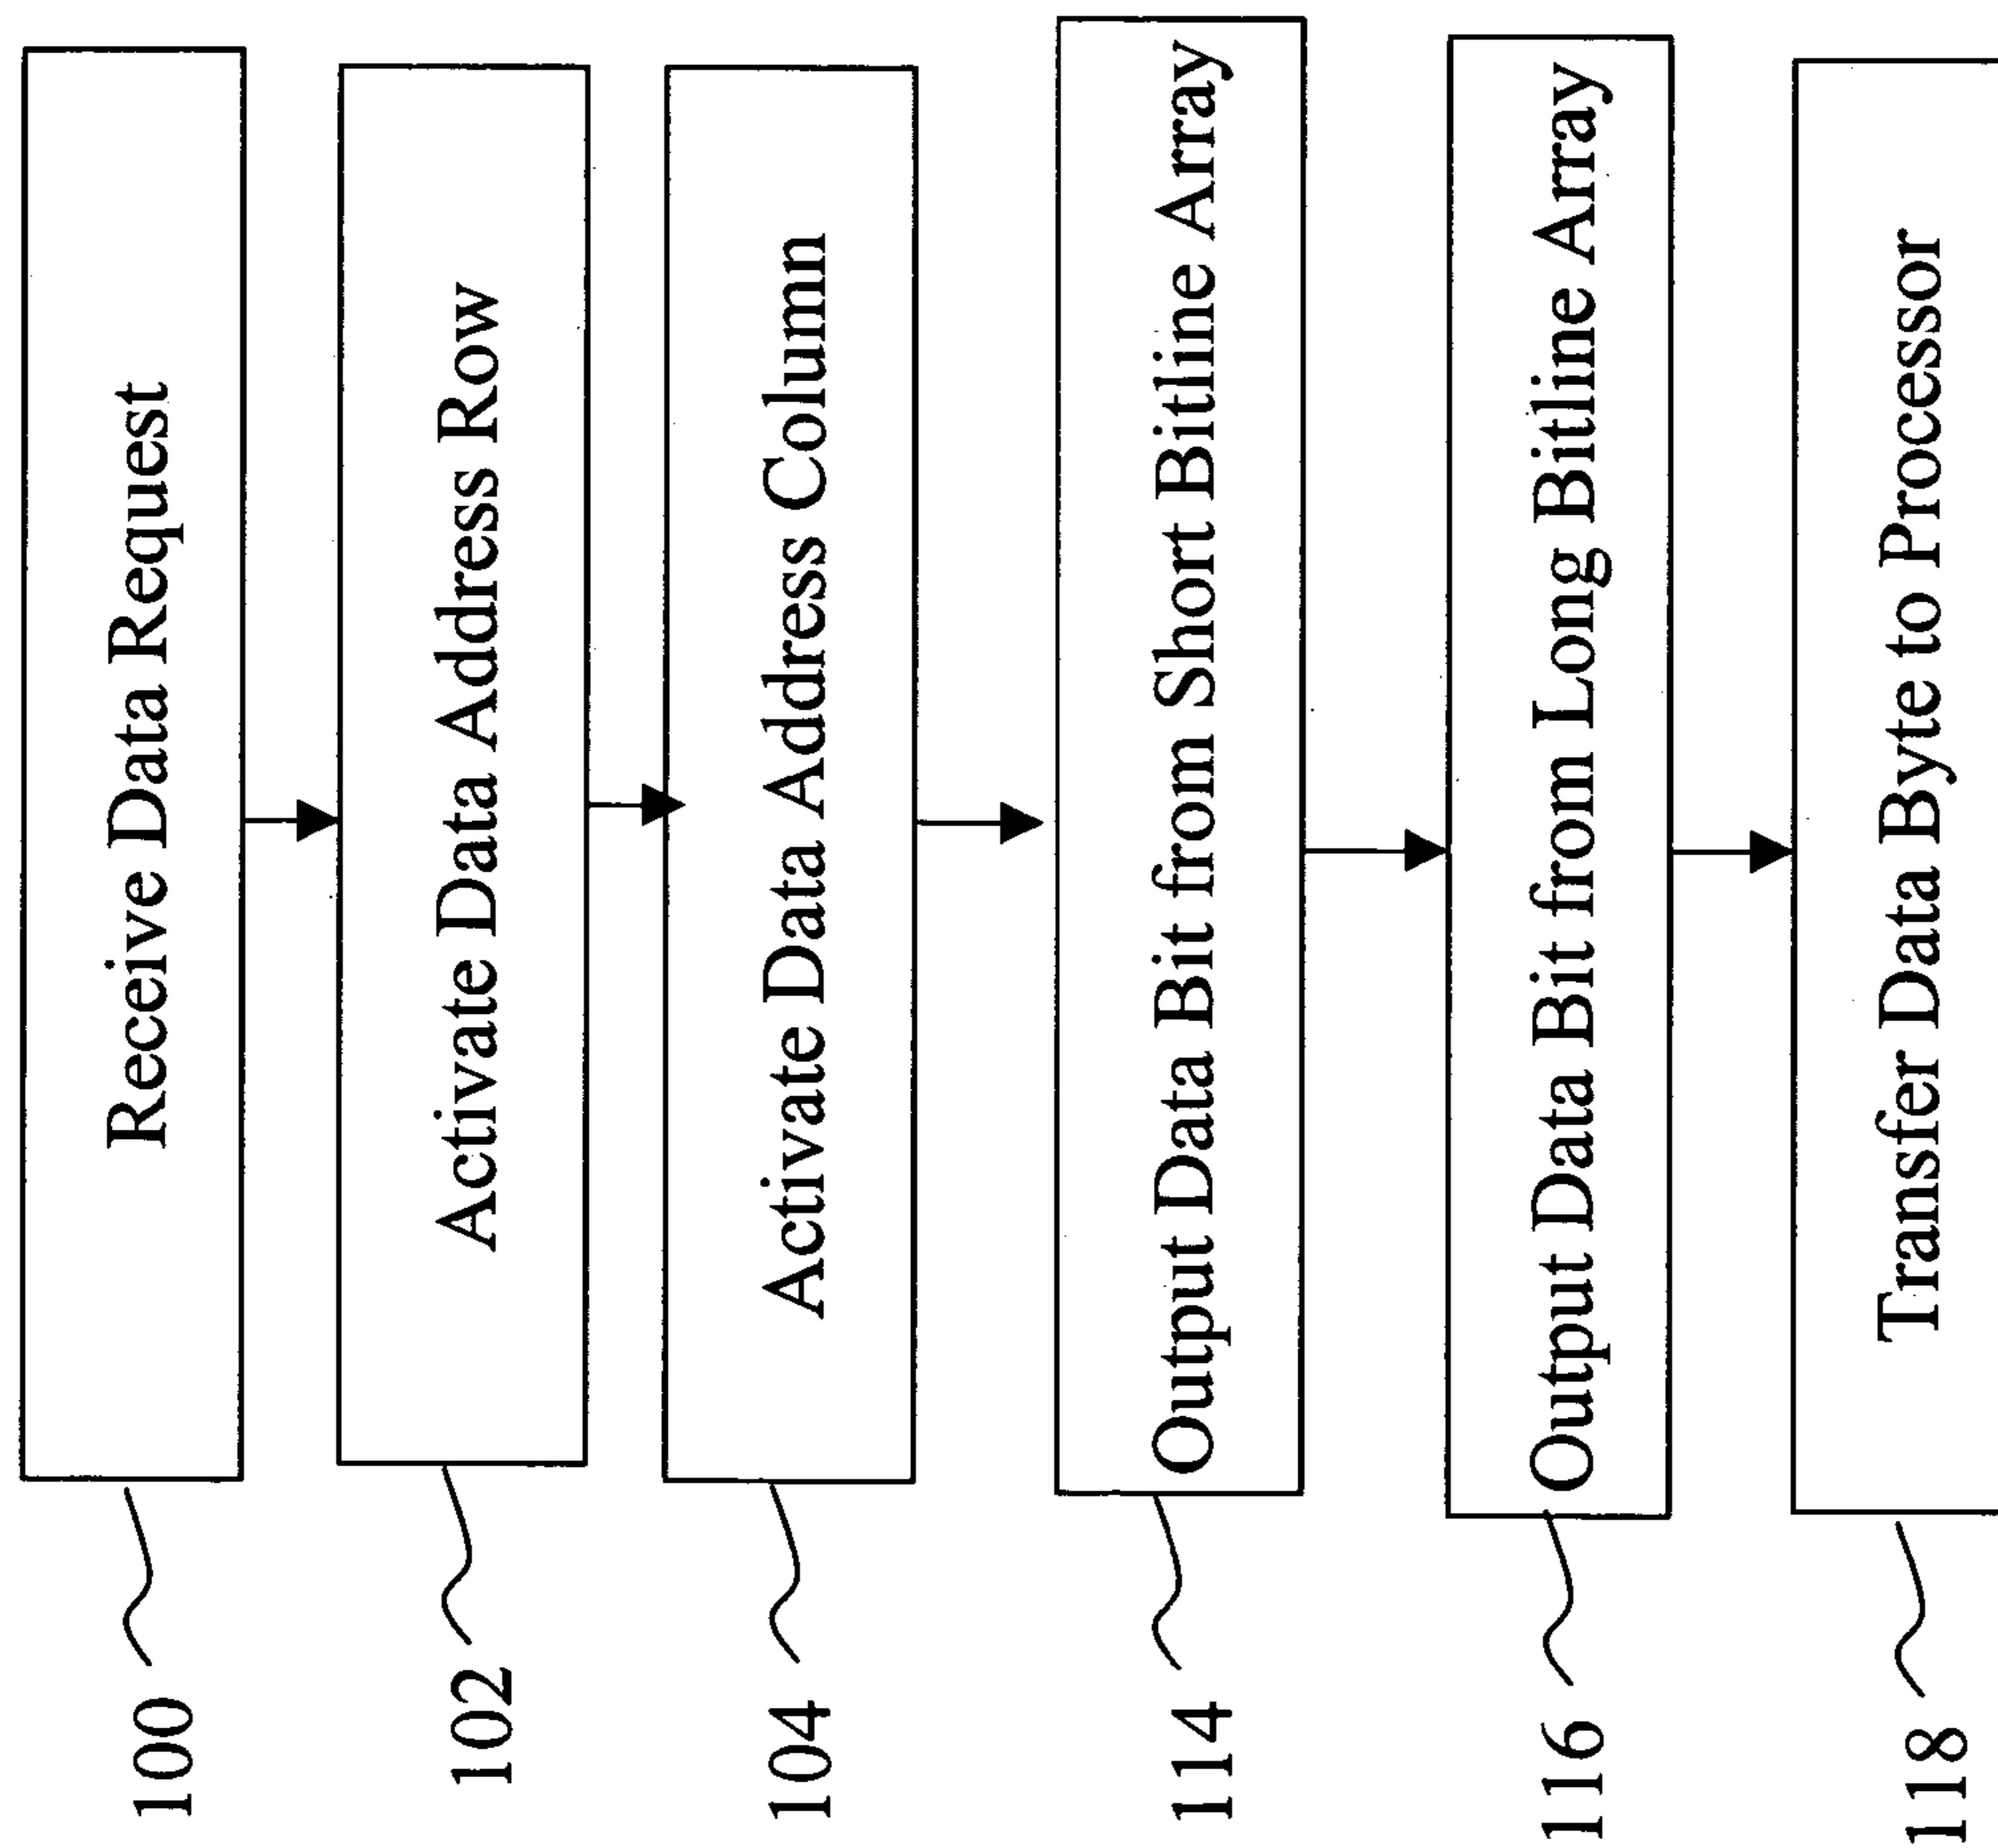 100 Receive Data Request
102 Activate Data Address Row
104 Activate Data Address Column
114 Output Data Bit from Short Bitline Array
116 Output Data Bit from Long Bitline Array
118 Transfer Data Byte to Processor